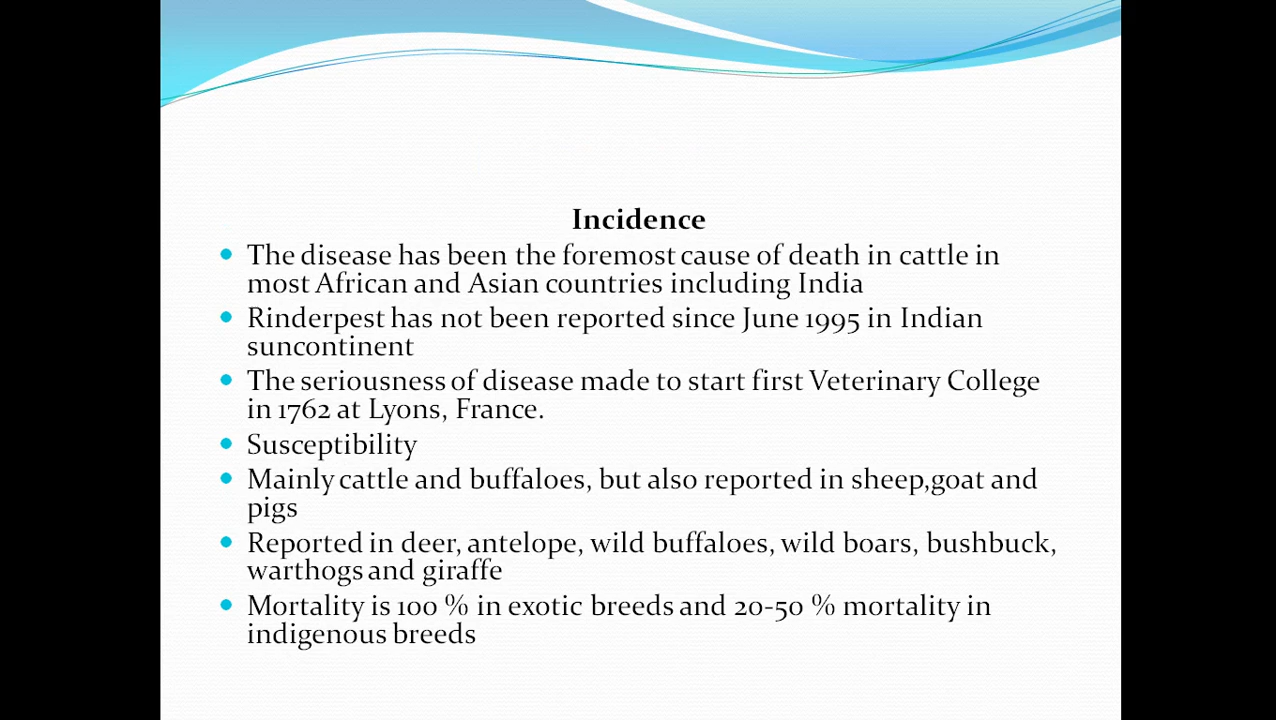 Incidence
The disease has been the foremost cause of death in cattle in
most African and Asian countries including India
Rinderpest has not been reported since June 1995 in Indian
suncontinent
The seriousness of disease made to start first Veterinary College
in 1762 at Lyons, France.
Susceptibility
Mainly cattle and buffaloes, but also reported in sheep,goat and
pigs
Reported in deer, antelope, wild buffaloes, wild boars, bushbuck,
warthogs and giraffe
Mortality is 100 % in exotic breeds and 20-50 % mortality in
indigenous breeds